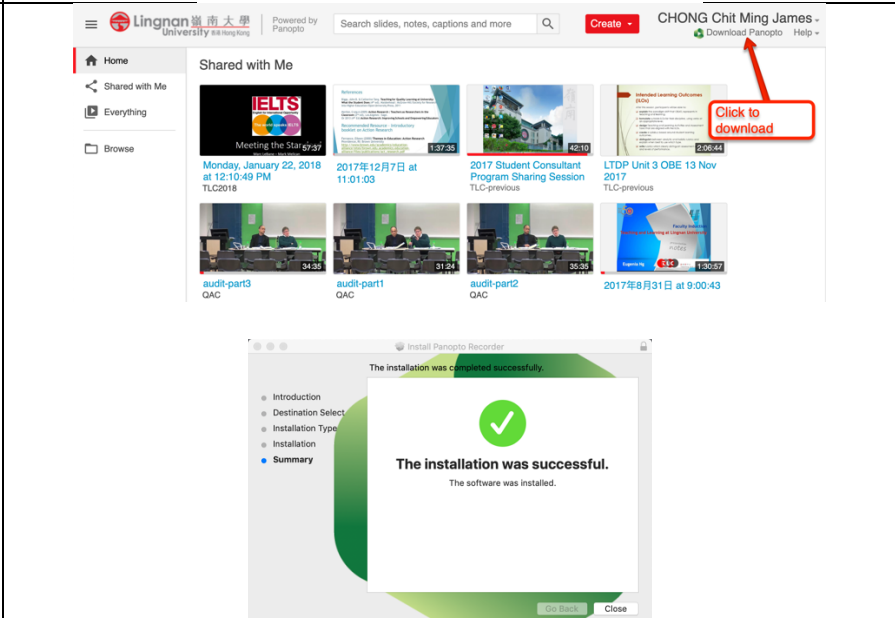 Lingnan 嶺南大學
University
Hong Kong
Powered by
Panopto
Search slides, notes, captions and more
Create
CHONG Chit Ming James
Download Panopto
Help
Home
Shared with Me
Everything
Browse
Shared with Me
Click to
download
IELTS
Meeting the Sta
57:37
Monday, January 22, 2018
at 12:10:49 PM
TLC2018
1:37:35
2017年12月7日 at
11:01:03
42:10
2017 Student Consultant
Program Sharing Session
TLC-previous
Intended Learning Outcomes
(ILOs)
2:06:44
LTDP Unit 3 OBE 13 Nov
2017
TLC-previous
34:35
audit-part3
QAC
31:24
audit-part1
QAC
35:35
audit-part2
QAC
Eugenia Ng
1:30:57
2017年8月31日 at 9:00:43
Install Panopto Recorder
The installation was completed successfully.
Introduction
Destination Select
Installation Type
Installation
Summary
The installation was successful.
The software was installed.
Go Back
Close